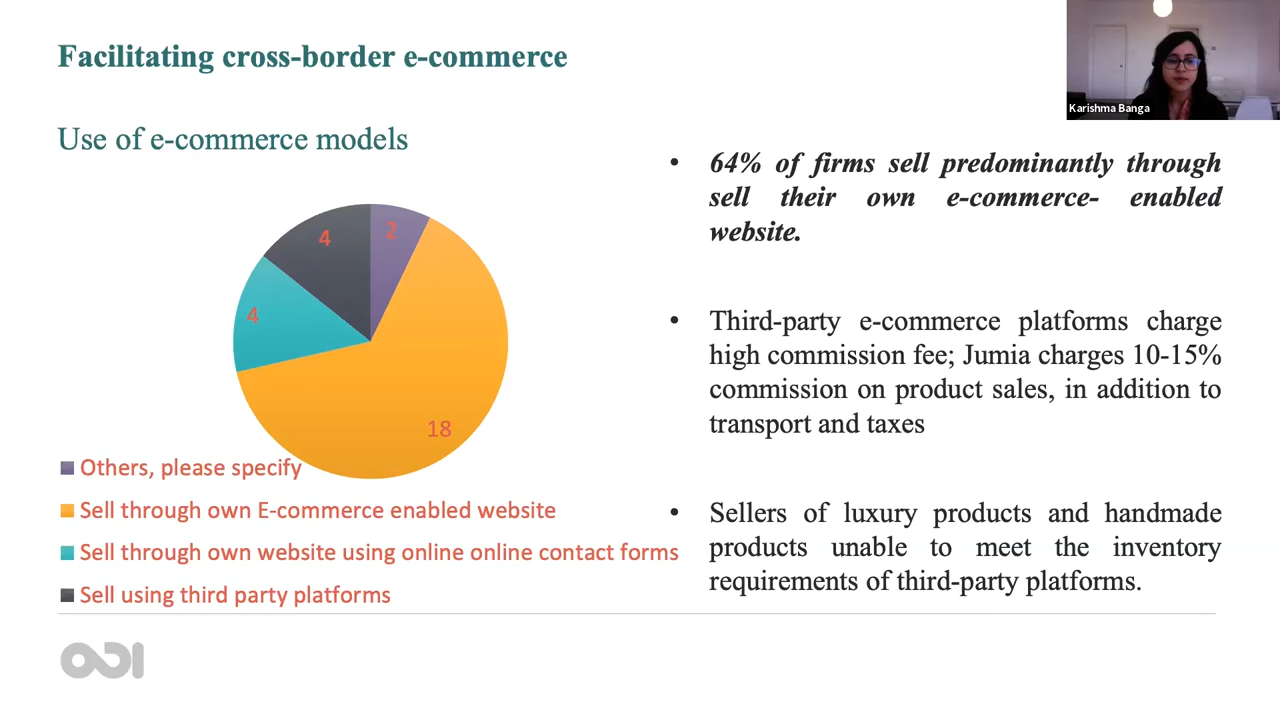 Facilitating cross-border e-commerce
Karishma Banga
Use of e-commerce models
4
2
4
18
Others, please specify
Sell through own E-commerce enabled website
Sell through own website using online online contact forms
Sell using third party platforms
• 64% of firms sell predominantly through
sell their own e-commerce- enabled
website.
• Third-party e-commerce platforms charge
high commission fee; Jumia charges 10-15%
commission on product sales, in addition to
transport and taxes
• Sellers of luxury products and handmade
products unable to meet the inventory
requirements of third-party platforms.
ODI